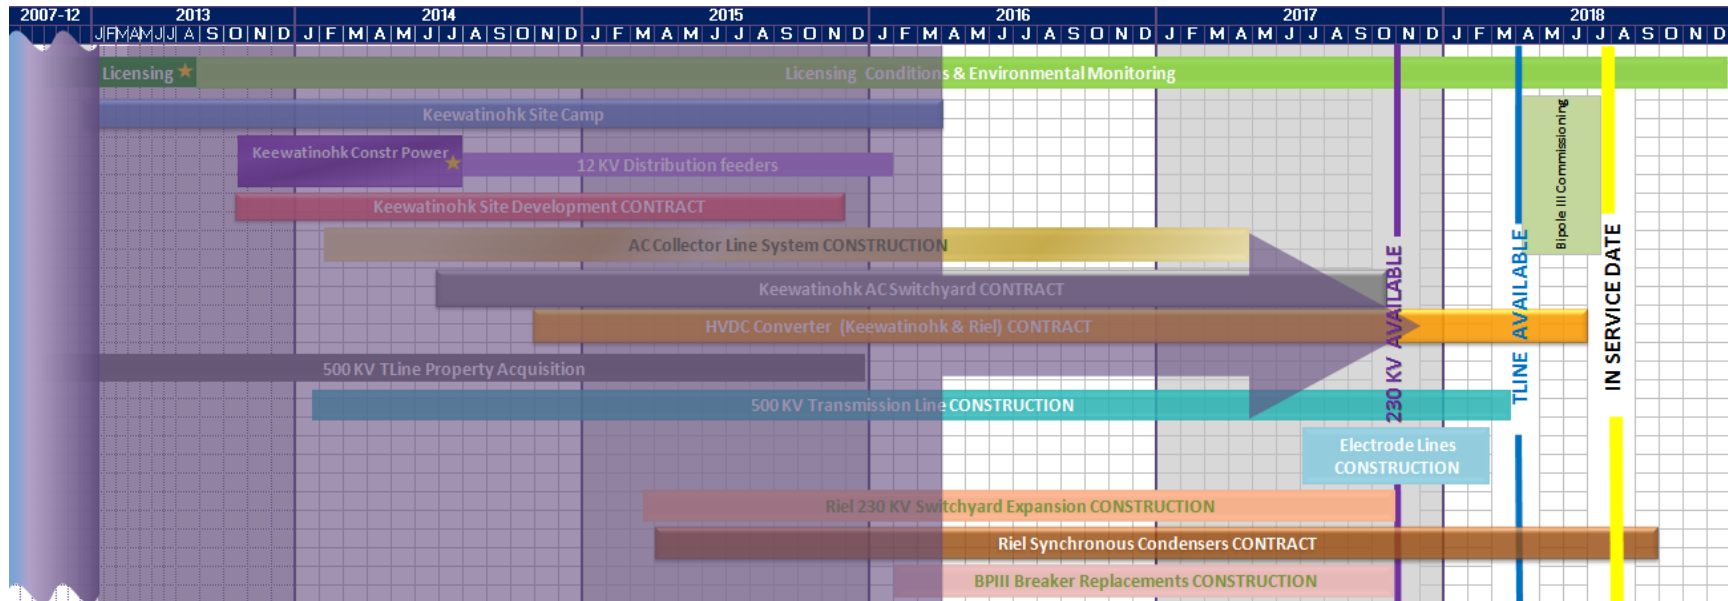 2007-12 2013 2014 2015 2016 2017 2018
J F M A M J J A S O N D J F M A M J J A S O N D J F M A M J J A S O N D J F M A M J J A S O N D J F M A M J J A S O N D J F M A M J J A S O N D
Licensing
Licensing Conditions & Environmental Monitoring
Keewatinohk Site Camp
Keewatinohk Constr Power
12 KV Distribution feeders
Keewatinohk Site Development CONTRACT
AC Collector Line System CONSTRUCTION
Keewatinohk AC Switchyard CONTRACT
HVDC Converter (Keewatinohk & Riel) CONTRACT
500 KV TLine Property Acquisition
500 KV Transmission Line CONSTRUCTION
Electrode Lines
CONSTRUCTION
Riel 230 KV Switchyard Expansion CONSTRUCTION
Riel Synchronous Condensers CONTRACT
BPIII Breaker Replacements CONSTRUCTION
230 KV AVAILABLE
TLINE AVAILABLE
Bipole III Commissioning
IN SERVICE DATE